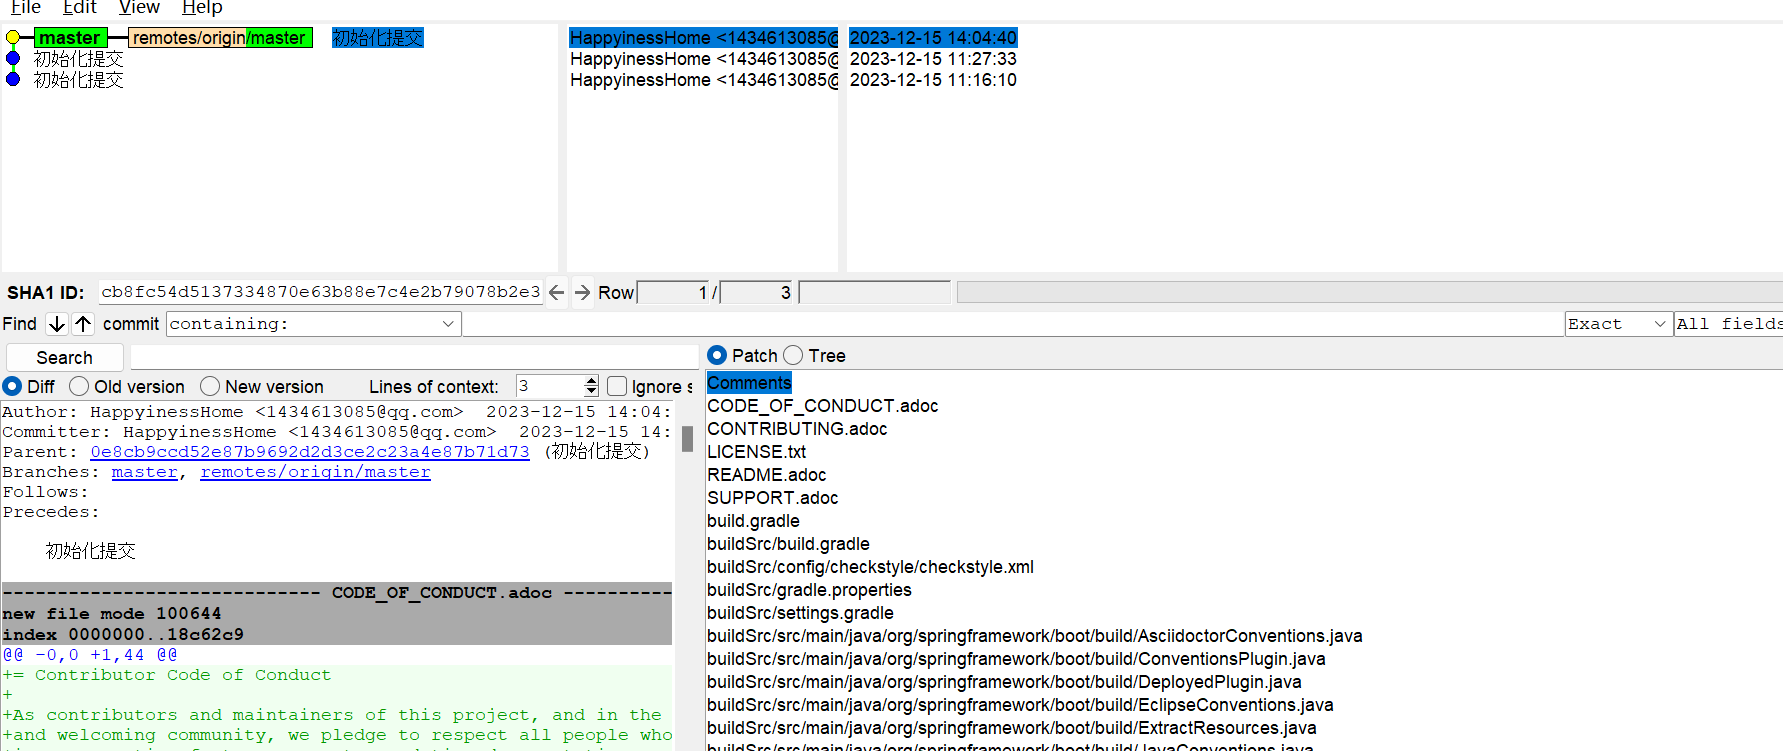 File Edit View Help
master remotes/origin/master 初始化提交 HappyinessHome <1434613085@ 2023-12-15 14:04:40
初始化提交 HappyinessHome <1434613085@ 2023-12-15 11:27:33
初始化提交 HappyinessHome <1434613085@ 2023-12-15 11:16:10
SHA1 ID: cb8fc54d5137334870e63b88e7c4e2b79078b2e3 ← → Row 1 / 3
Find ↓ ↑ commit containing: Exact All fields
Search
Diff Old version New version Lines of context: 3 Ignore s
Author: HappyinessHome <1434613085@qq.com> 2023-12-15 14:04:
Committer: HappyinessHome <1434613085@qq.com> 2023-12-15 14:
Parent: 0e8cb9ccd52e87b9692d2d3ce2c23a4e87b71d73 (初始化提交)
Branches: master, remotes/origin/master
Follows:
Precedes:
初始化提交
---------------------------- CODE_OF_CONDUCT.adoc ----------
new file mode 100644
index 0000000..18c62c9
@@ -0,0 +1,44 @@
+= Contributor Code of Conduct
+
+As contributors and maintainers of this project, and in the
+and welcoming community, we pledge to respect all people who
Patch Tree
Comments
CODE_OF_CONDUCT.adoc
CONTRIBUTING.adoc
LICENSE.txt
README.adoc
SUPPORT.adoc
build.gradle
buildSrc/build.gradle
buildSrc/config/checkstyle/checkstyle.xml
buildSrc/gradle.properties
buildSrc/settings.gradle
buildSrc/src/main/java/org/springframework/boot/build/AsciidoctorConventions.java
buildSrc/src/main/java/org/springframework/boot/build/ConventionsPlugin.java
buildSrc/src/main/java/org/springframework/boot/build/DeployedPlugin.java
buildSrc/src/main/java/org/springframework/boot/build/EclipseConventions.java
buildSrc/src/main/java/org/springframework/boot/build/ExtractResources.java
buildSrc/src/main/java/org/springframework/boot/build/JavaConventions.java